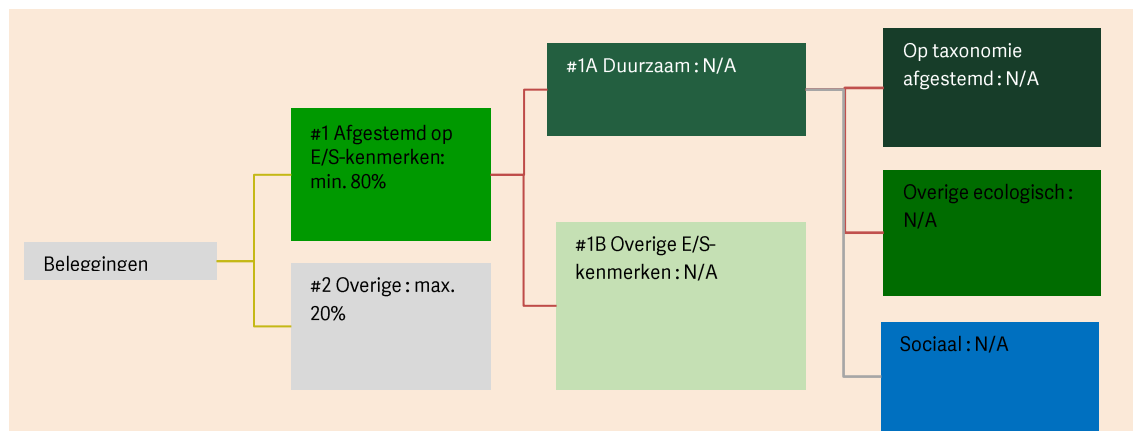 Beleggingen
#1 Afgestemd op
E/S-kenmerken:
min. 80%
#2 Overige : max.
20%
#1A Duurzaam : N/A
#1B Overige E/S-
kenmerken : N/A
Op taxonomie
afgestemd : N/A
Overige ecologisch :
N/A
Sociaal : N/A